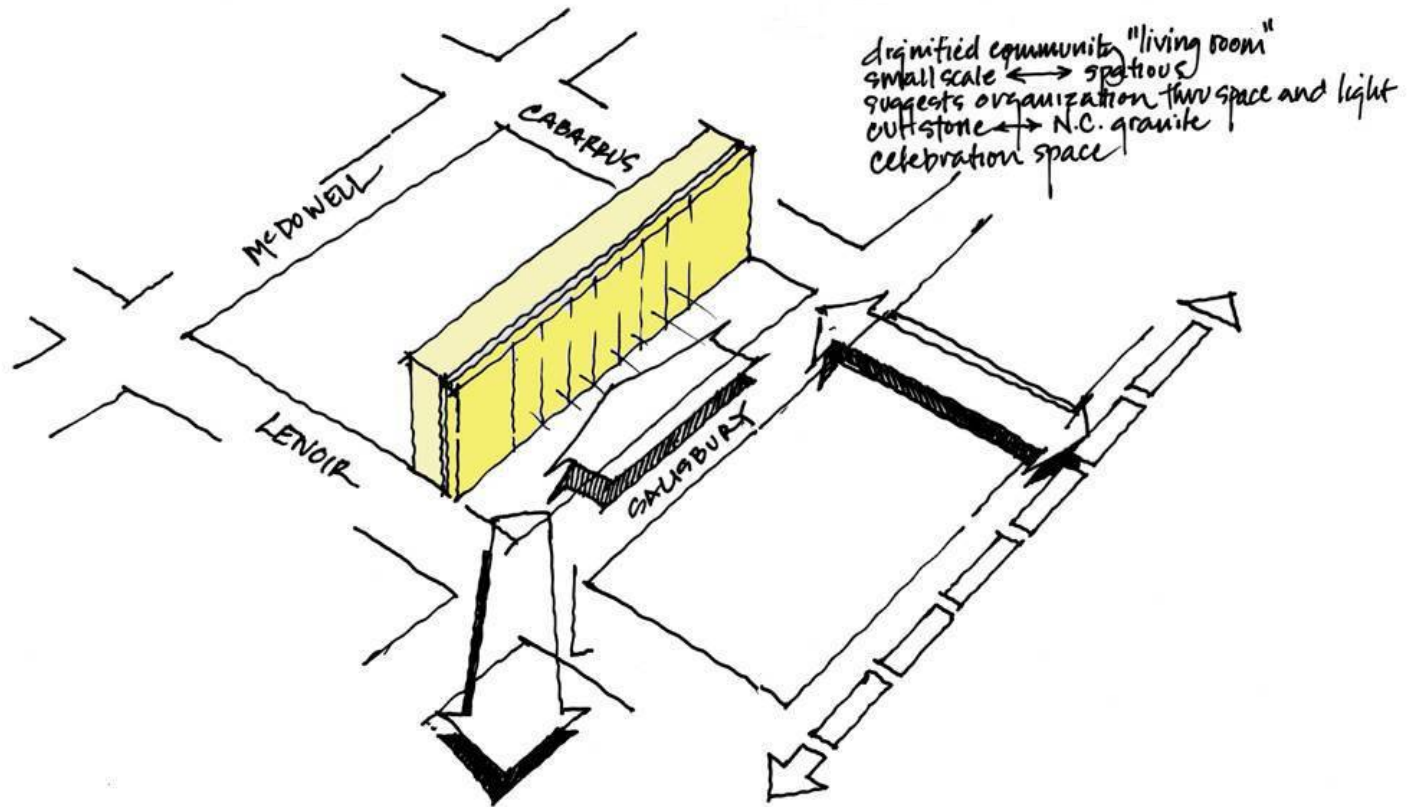 dignified community "living room"
small scale ↔ spatious
suggests organization thru space and light
cut stone ↔ N.C. granite
celebration space
CABARRUS
McDOWELL
LENOIR
SALISBURY